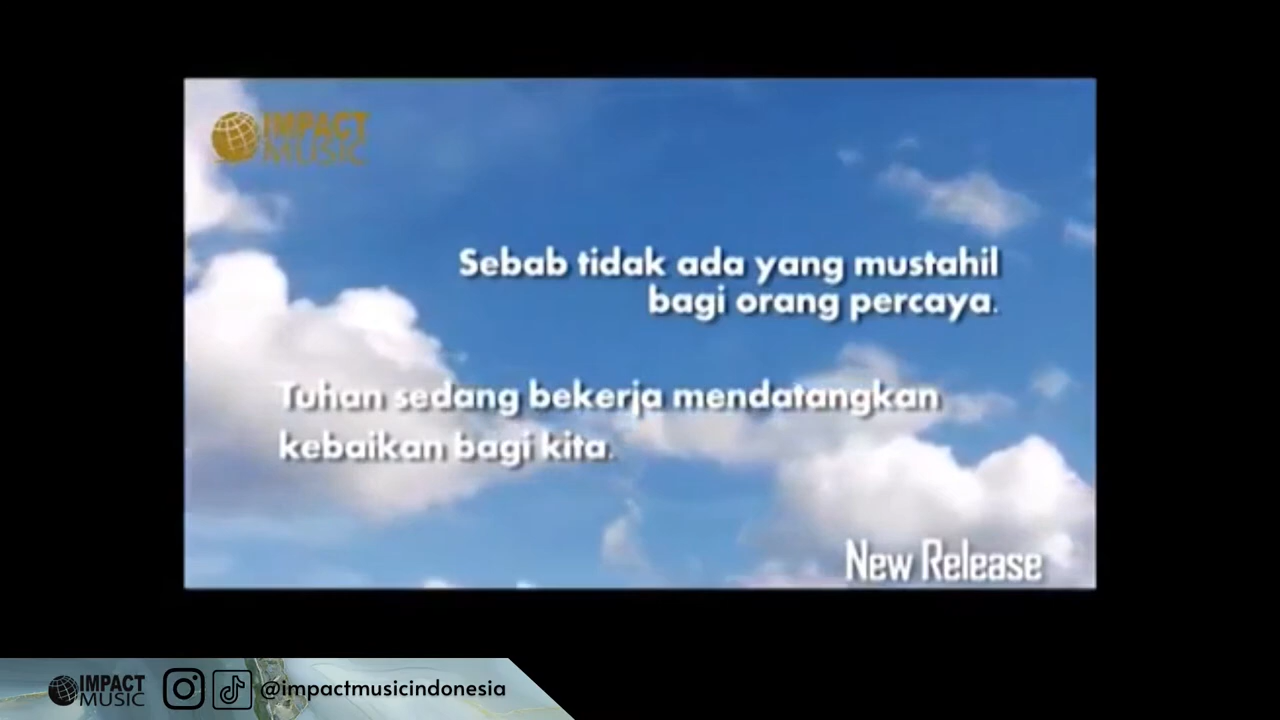 IMPACT
MUSIC
Sebab tidak ada yang mustahil
bagi orang percaya.
Tuhan sedang bekerja mendatangkan
kebaikan bagi kita.
New Release
IMPACT
MUSIC
@impactmusicindonesia